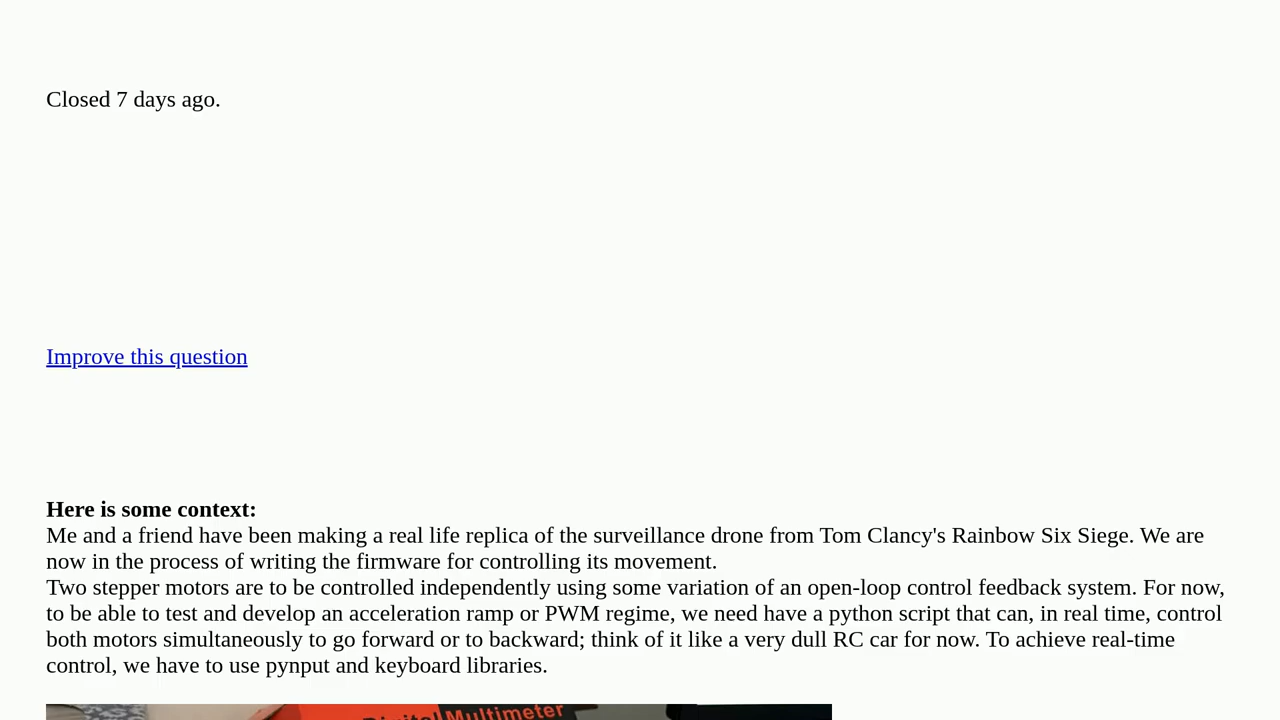 Closed 7 days ago.
Improve this question
Here is some context:
Me and a friend have been making a real life replica of the surveillance drone from Tom Clancy's Rainbow Six Siege. We are
now in the process of writing the firmware for controlling its movement.
Two stepper motors are to be controlled independently using some variation of an open-loop control feedback system. For now,
to be able to test and develop an acceleration ramp or PWM regime, we need have a python script that can, in real time, control
both motors simultaneously to go forward or to backward; think of it like a very dull RC car for now. To achieve real-time
control, we have to use pynput and keyboard libraries.
Digital Multimeter